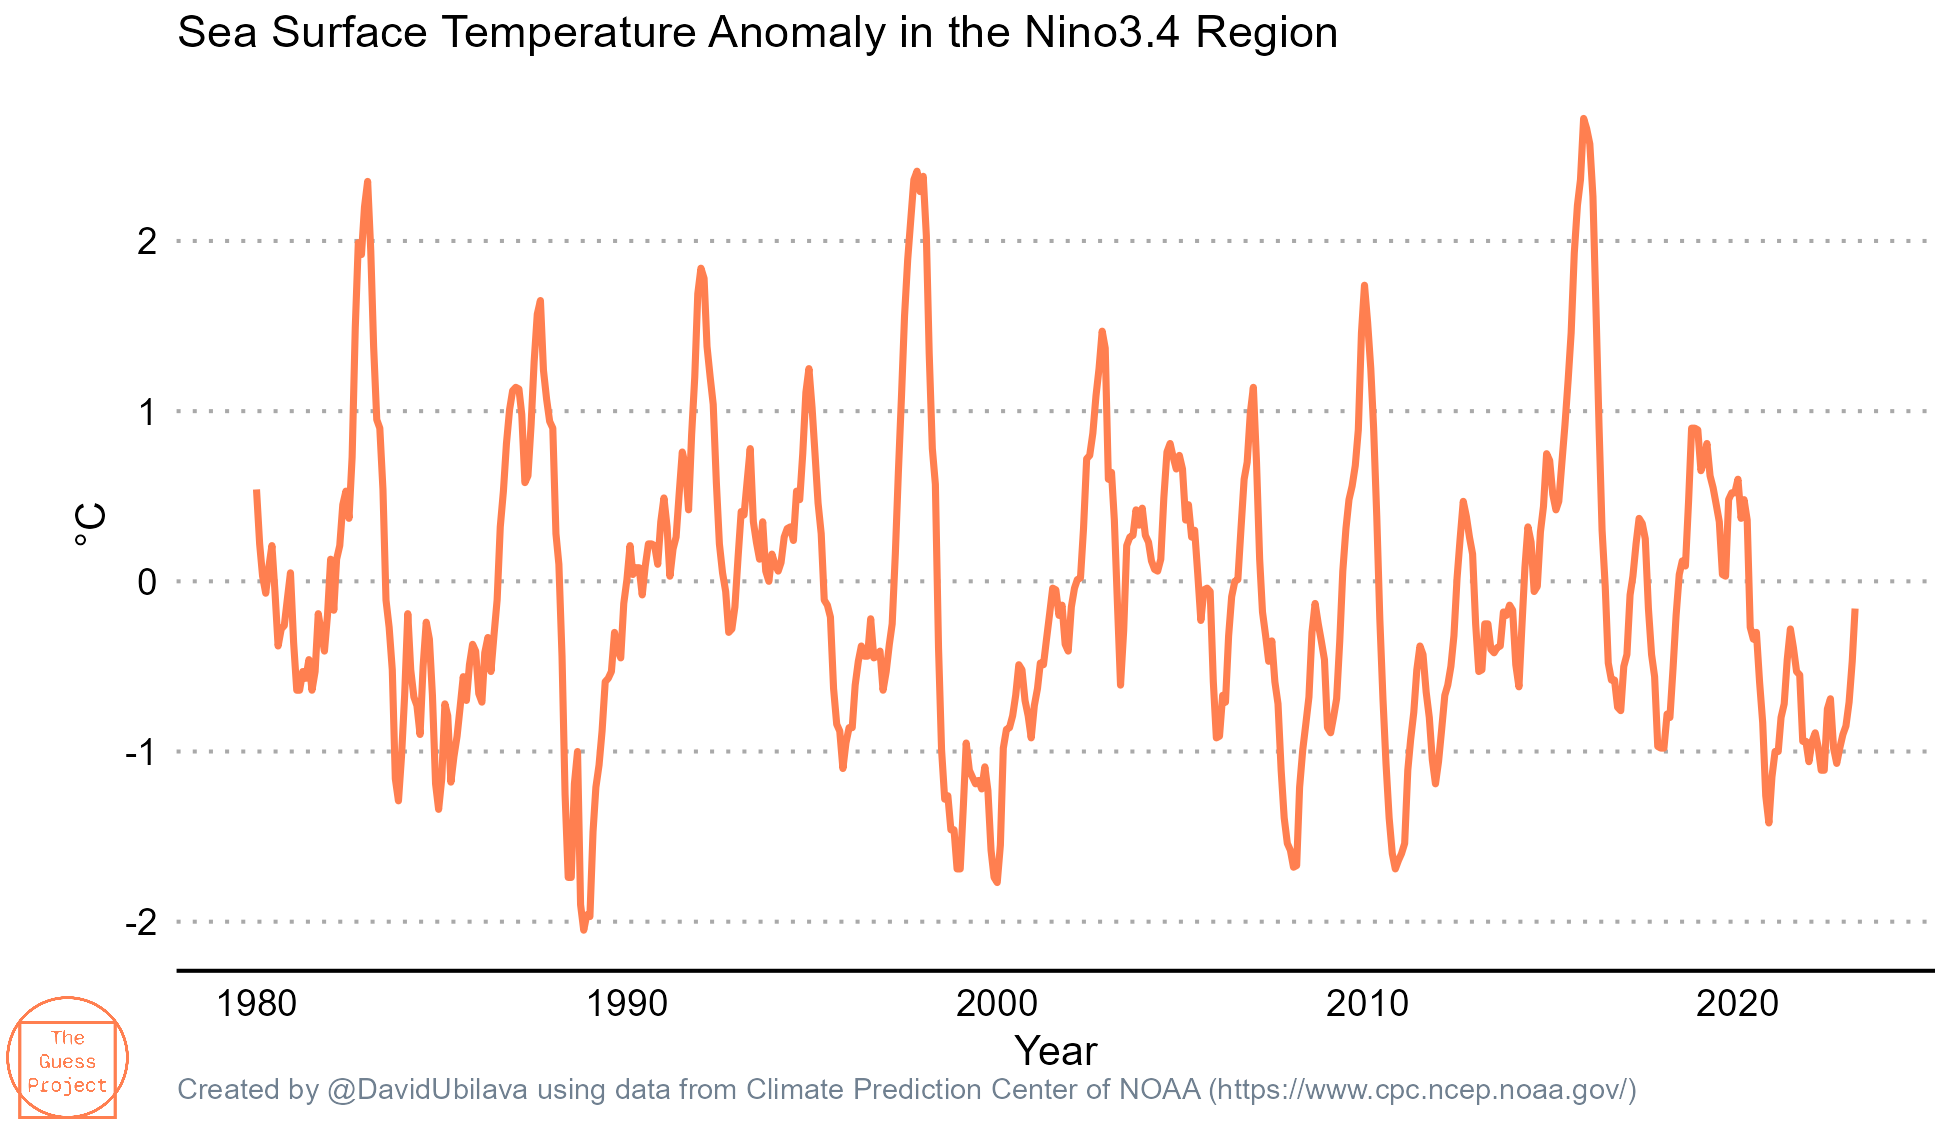 Sea Surface Temperature Anomaly in the Nino3.4 Region
2
1
°C
0
-1
-2
1980 1990 2000 2010 2020
Year
The
Guess
Project
Created by @DavidUbilava using data from Climate Prediction Center of NOAA (https://www.cpc.ncep.noaa.gov/)